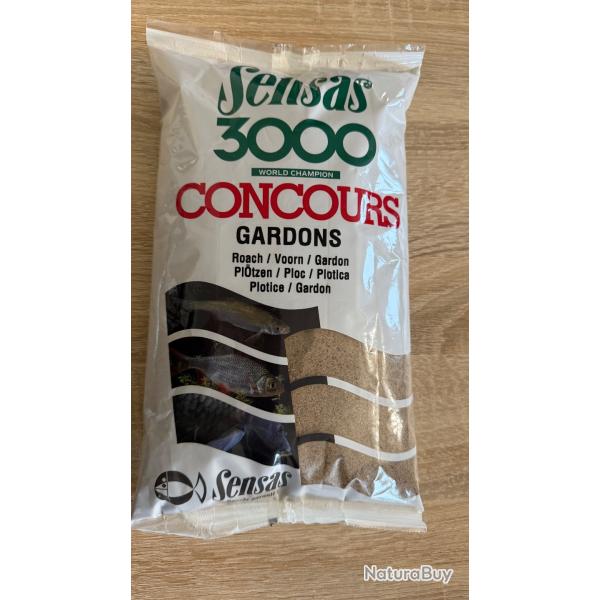 Sensas
3000
WORLD CHAMPION
CONCOURS
GARDONS
Roach / Voorn / Gardon
PlÖtzen / Ploc / Plotica
Plotice / Gardon
Sensas
NaturaBuy